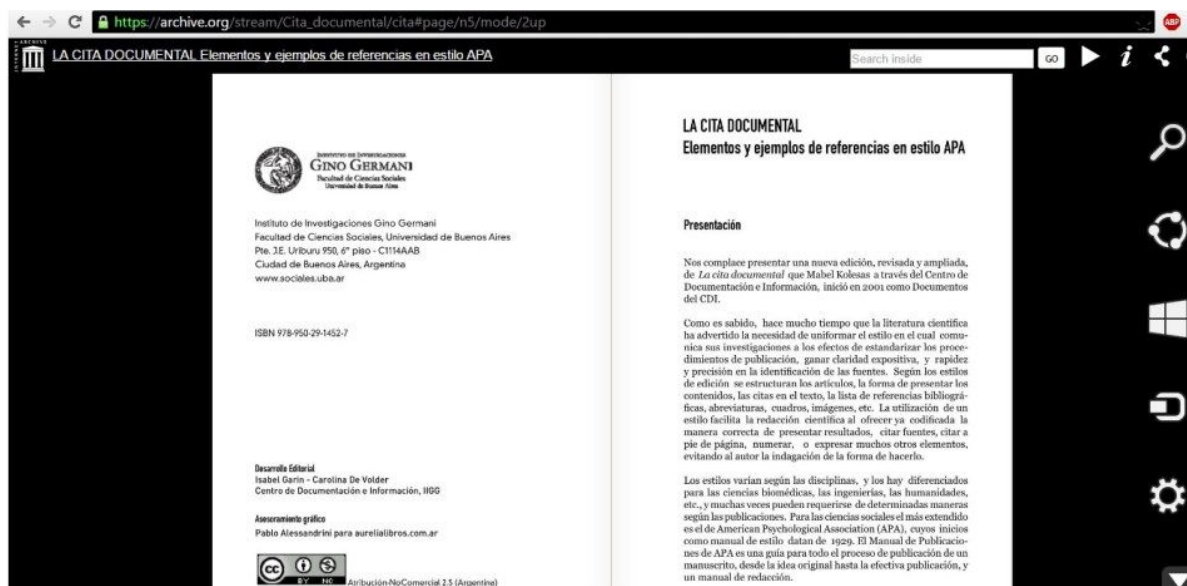 https://archive.org/stream/Cita_documental/cita#page/n5/mode/2up
ABP
INTERNET ARCHIVE
LA CITA DOCUMENTAL Elementos y ejemplos de referencias en estilo APA
Search inside
GO
INSTITUTO DE INVESTIGACIONES
GINO GERMANI
Facultad de Ciencias Sociales
Universidad de Buenos Aires
Instituto de Investigaciones Gino Germani
Facultad de Ciencias Sociales, Universidad de Buenos Aires
Pte. J.E. Uriburu 950, 6º piso - C1114AAB
Ciudad de Buenos Aires, Argentina
www.sociales.uba.ar
ISBN 978-950-29-1452-7
Desarrollo Editorial
Isabel Garin - Carolina De Volder
Centro de Documentación e Información, IIGG
Asesoramiento gráfico
Pablo Alessandrini para aurelialibros.com.ar
cc
BY NC
Atribución-NoComercial 2.5 (Argentina)
LA CITA DOCUMENTAL
Elementos y ejemplos de referencias en estilo APA
Presentación
Nos complace presentar una nueva edición, revisada y ampliada,
de La cita documental que Mabel Kolesas a través del Centro de
Documentación e Información, inició en 2001 como Documentos
del CDI.
Como es sabido, hace mucho tiempo que la literatura científica
ha advertido la necesidad de uniformar el estilo en el cual comu-
nica sus investigaciones a los efectos de estandarizar los proce-
dimientos de publicación, ganar claridad expositiva, y rapidez
y precisión en la identificación de las fuentes. Según los estilos
de edición se estructuran los artículos, la forma de presentar los
contenidos, las citas en el texto, la lista de referencias bibliográ-
ficas, abreviaturas, cuadros, imágenes, etc. La utilización de un
estilo facilita la redacción científica al ofrecer ya codificada la
manera correcta de presentar resultados, citar fuentes, citar a
pie de página, numerar, o expresar muchos otros elementos,
evitando al autor la indagación de la forma de hacerlo.
Los estilos varían según las disciplinas, y los hay diferenciados
para las ciencias biomédicas, las ingenierías, las humanidades,
etc., y muchas veces pueden requerirse de determinadas maneras
según las publicaciones. Para las ciencias sociales el más extendido
es el de American Psychological Association (APA), cuyos inicios
como manual de estilo datan de 1929. El Manual de Publicacio-
nes de APA es una guía para todo el proceso de publicación de un
manuscrito, desde la idea original hasta la efectiva publicación, y
un manual de redacción.